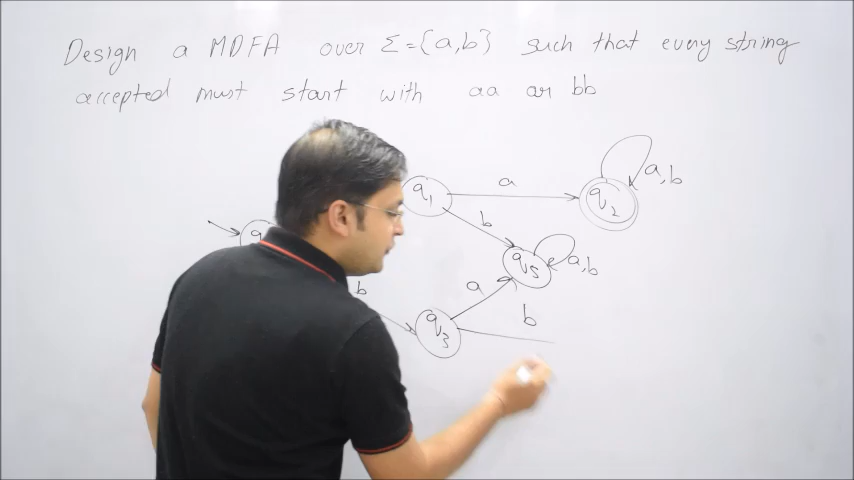 Design a MDFA over Σ={a,b} such that every string
accepted must start with aa or bb
a
a,b
q1
q2
b
q
a,b
q5
a
b
b
q3